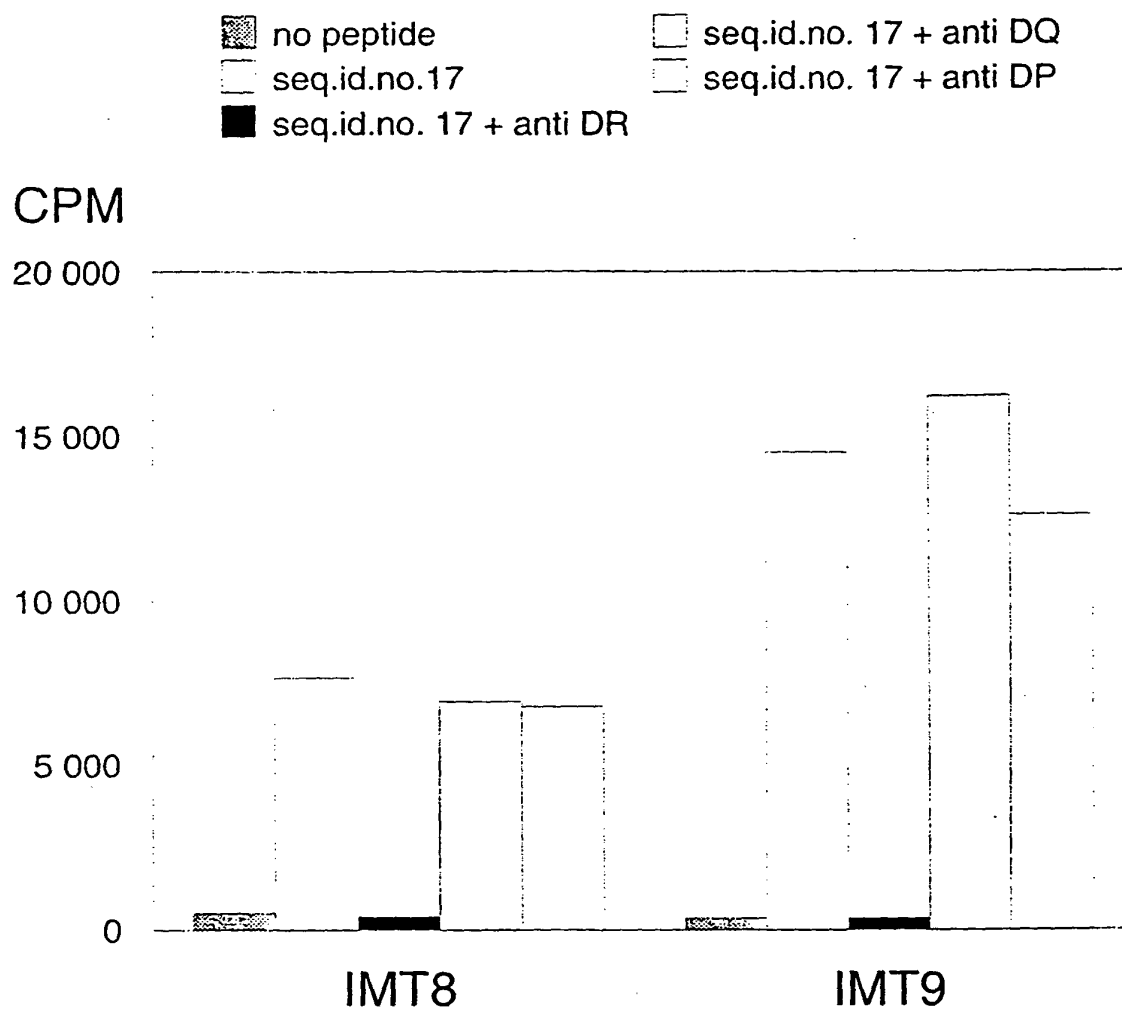 no peptide
seq.id.no.17
seq.id.no. 17 + anti DR
seq.id.no. 17 + anti DQ
seq.id.no. 17 + anti DP
CPM
20 000
15 000
10 000
5 000
0
IMT8
IMT9